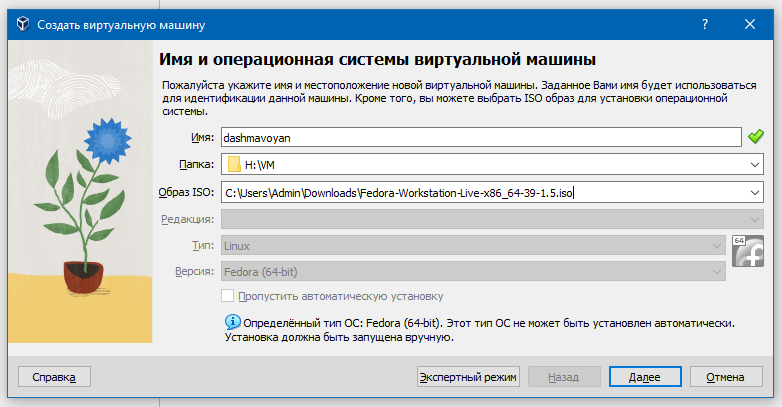 Создать виртуальную машину
?
Имя и операционная системы виртуальной машины
Пожалуйста укажите имя и местоположение новой виртуальной машины. Заданное Вами имя будет использоваться
для идентификации данной машины. Кроме того, вы можете выбрать ISO образ для установки операционной
системы.
Имя: dashmavoyan
Папка: H:\VM
Образ ISO: C:\Users\Admin\Downloads\Fedora-Workstation-Live-x86_64-39-1.5.iso
Редакция:
Тип: Linux
64
Версия: Fedora (64-bit)
Пропустить автоматическую установку
Определённый тип ОС: Fedora (64-bit). Этот тип ОС не может быть установлен автоматически.
Установка должна быть запущена вручную.
Справка Экспертный режим Назад Далее Отмена